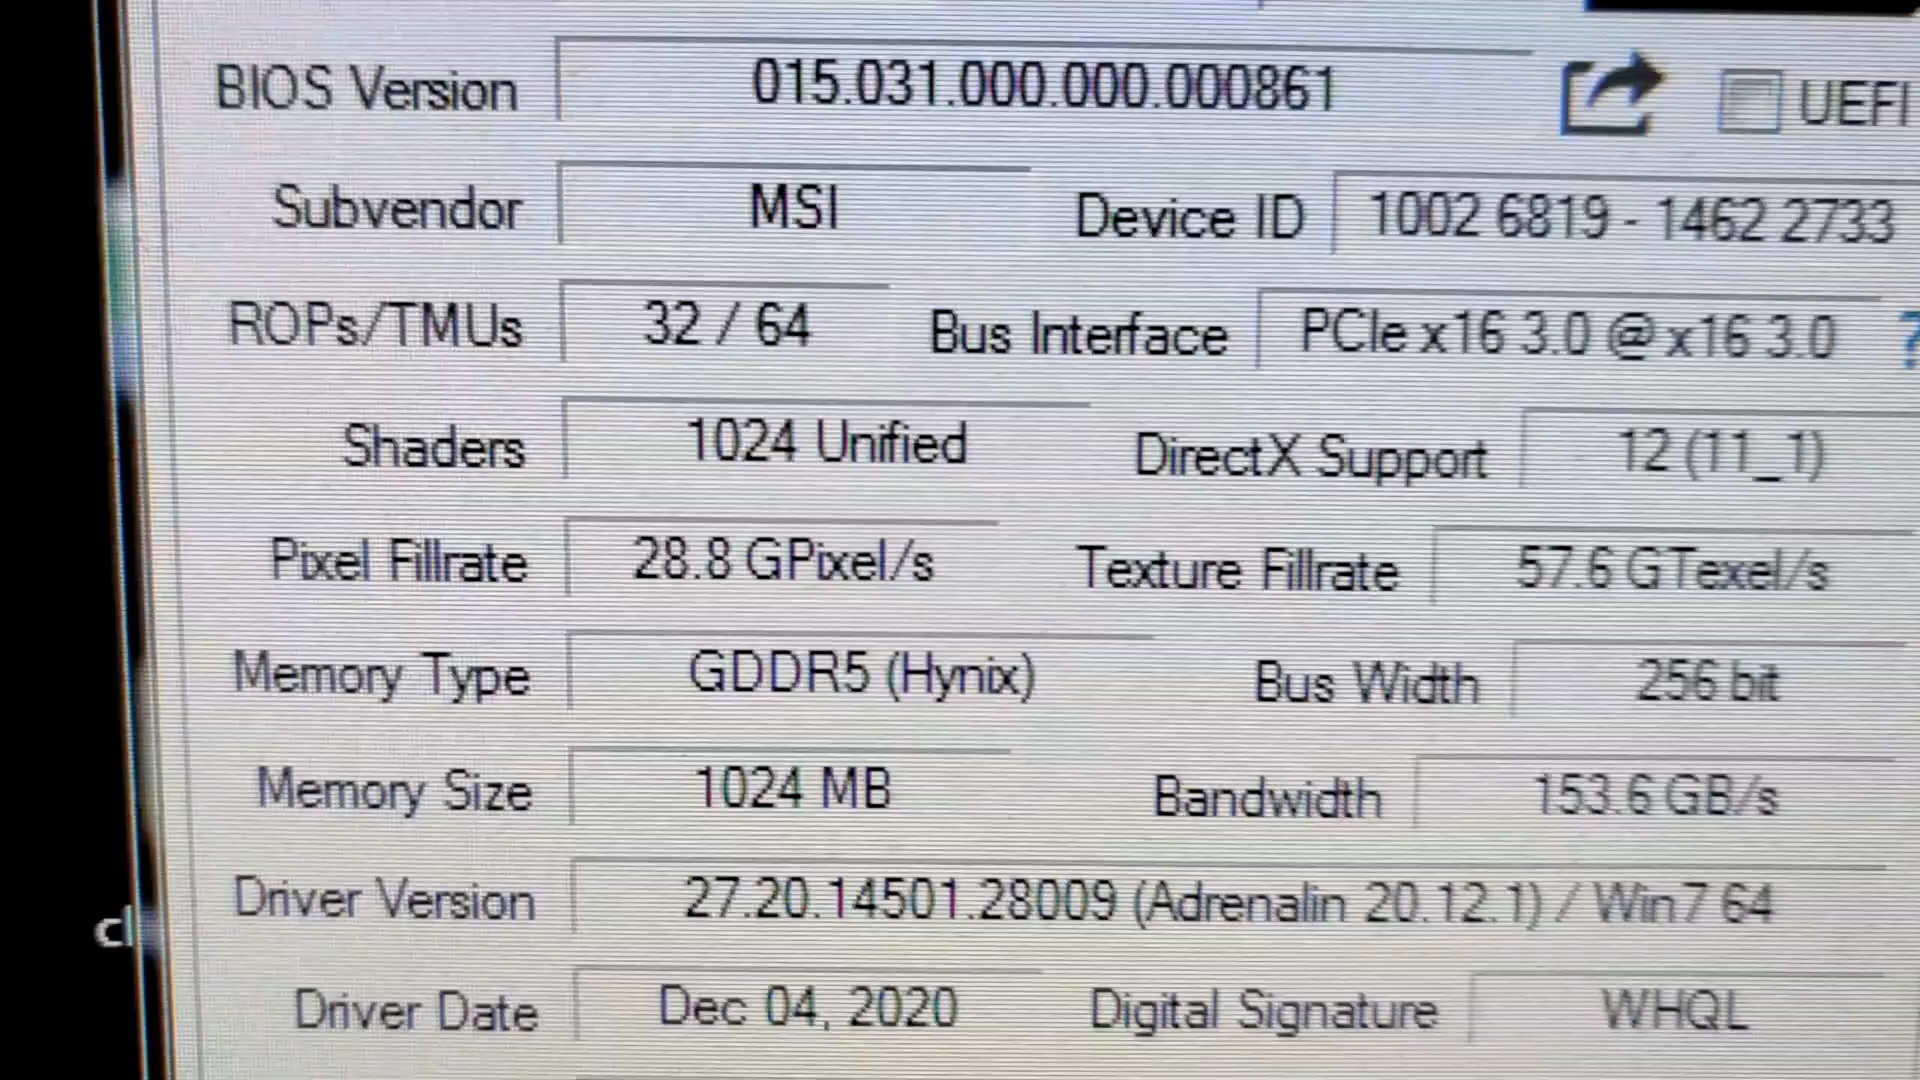 BIOS Version 015.031.000.000.000861 UEFI
Subvendor MSI Device ID 1002 6819 - 1462 2733
ROPs/TMUs 32 / 64 Bus Interface PCIe x16 3.0 @ x16 3.0 ?
Shaders 1024 Unified DirectX Support 12 (11_1)
Pixel Fillrate 28.8 GPixel/s Texture Fillrate 57.6 GTexel/s
Memory Type GDDR5 (Hynix) Bus Width 256 bit
Memory Size 1024 MB Bandwidth 153.6 GB/s
Driver Version 27.20.14501.28009 (Adrenalin 20.12.1) / Win7 64
Driver Date Dec 04, 2020 Digital Signature WHQL